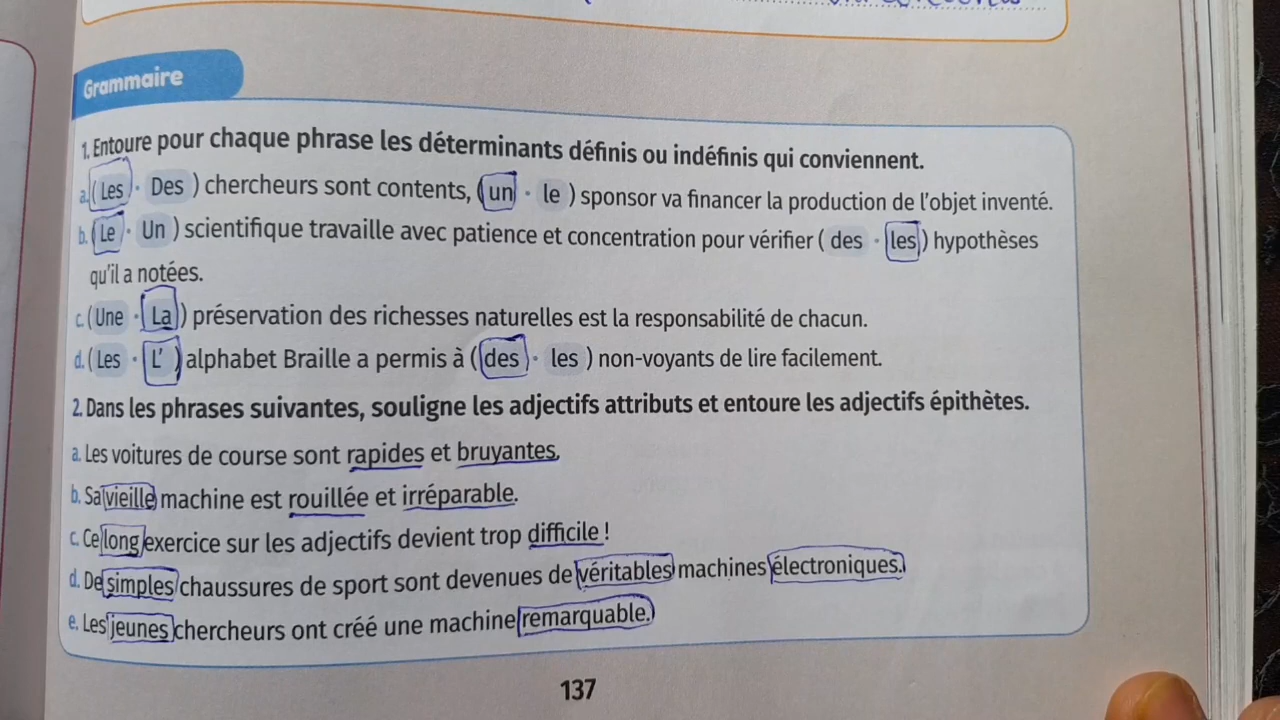 Grammaire
1. Entoure pour chaque phrase les déterminants définis ou indéfinis qui conviennent.
a. (Les · Des) chercheurs sont contents, (un · le) sponsor va financer la production de l'objet inventé.
b. (Le · Un) scientifique travaille avec patience et concentration pour vérifier (des · les) hypothèses
qu'il a notées.
c. (Une · La) préservation des richesses naturelles est la responsabilité de chacun.
d. (Les · L') alphabet Braille a permis à (des · les) non-voyants de lire facilement.
2. Dans les phrases suivantes, souligne les adjectifs attributs et entoure les adjectifs épithètes.
a. Les voitures de course sont rapides et bruyantes.
b. Sa vieille machine est rouillée et irréparable.
c. Ce long exercice sur les adjectifs devient trop difficile !
d. De simples chaussures de sport sont devenues de véritables machines électroniques.
e. Les jeunes chercheurs ont créé une machine remarquable.
137